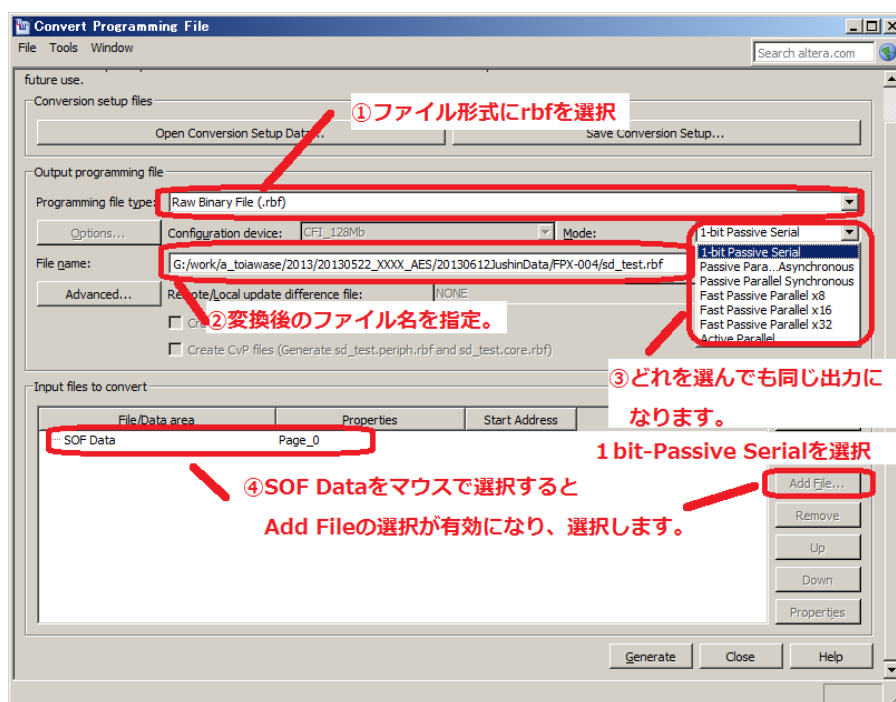 Convert Programming File
File Tools Window
Search altera.com
future use.
Conversion setup files
①ファイル形式にrbfを選択
Open Conversion Setup Data...
Save Conversion Setup...
Output programming file
Programming file type:
Raw Binary File (.rbf)
Options...
Configuration device:
CFI_128Mb
Mode:
1-bit Passive Serial
1-bit Passive Serial
Passive Para...Asynchronous
Passive Parallel Synchronous
Fast Passive Parallel x8
Fast Passive Parallel x16
Fast Passive Parallel x32
Active Parallel
File name:
G:/work/a_toiawase/2013/20130522_XXXX_AES/20130612JushinData/FPX-004/sd_test.rbf
Advanced...
Remote/Local update difference file:
NONE
②変換後のファイル名を指定。
Create CvP files (Generate sd_test.periph.rbf and sd_test.core.rbf)
③どれを選んでも同じ出力に
なります。
1bit-Passive Serialを選択
Input files to convert
File/Data area
Properties
Start Address
SOF Data
Page_0
④SOF Dataをマウスで選択すると
Add Fileの選択が有効になり、選択します。
Add File...
Remove
Up
Down
Properties
Generate
Close
Help